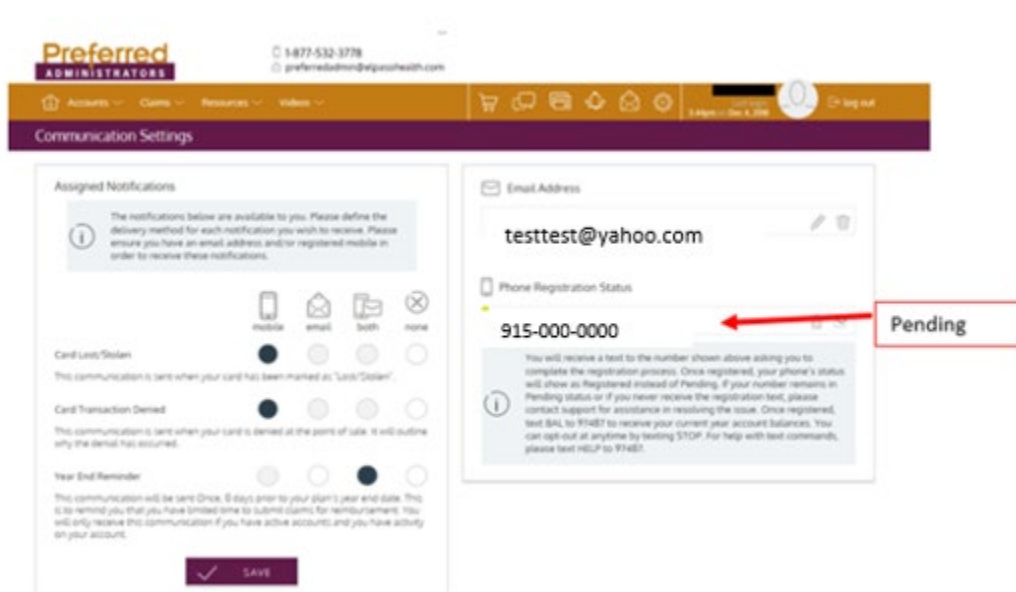 Preferred
ADMINISTRATORS
1-877-532-3778
preferredadmin@elpasohealth.com
Accounts
Claims
Resources
Videos
Last login
3:44pm on Dec 4, 2018
log out
Communication Settings
Assigned Notifications
The notifications below are available to you. Please define the
delivery method for each notification you wish to receive. Please
ensure you have an email address and/or registered mobile in
order to receive these notifications.
mobile
email
both
none
Card Lost/Stolen
This communication is sent when your card has been marked as "Lost/Stolen".
Card Transaction Denied
This communication is sent when your card is denied at the point of sale. It will outline
why the denial has occurred.
Year End Reminder
This communication will be sent Once, 8 days prior to your plan's year end date. This
is to remind you that you have limited time to submit claims for reimbursement. You
will only receive this communication if you have active accounts and you have activity
on your account.
SAVE
Email Address
testtest@yahoo.com
Phone Registration Status
915-000-0000
You will receive a text to the number shown above asking you to
complete the registration process. Once registered, your phone's status
will show as Registered instead of Pending. If your number remains in
Pending status or if you never receive the registration text, please
contact support for assistance in resolving the issue. Once registered,
text BAL to 97487 to receive your current year account balances. You
can opt-out at anytime by texting STOP. For help with text commands,
please text HELP to 97487.
Pending